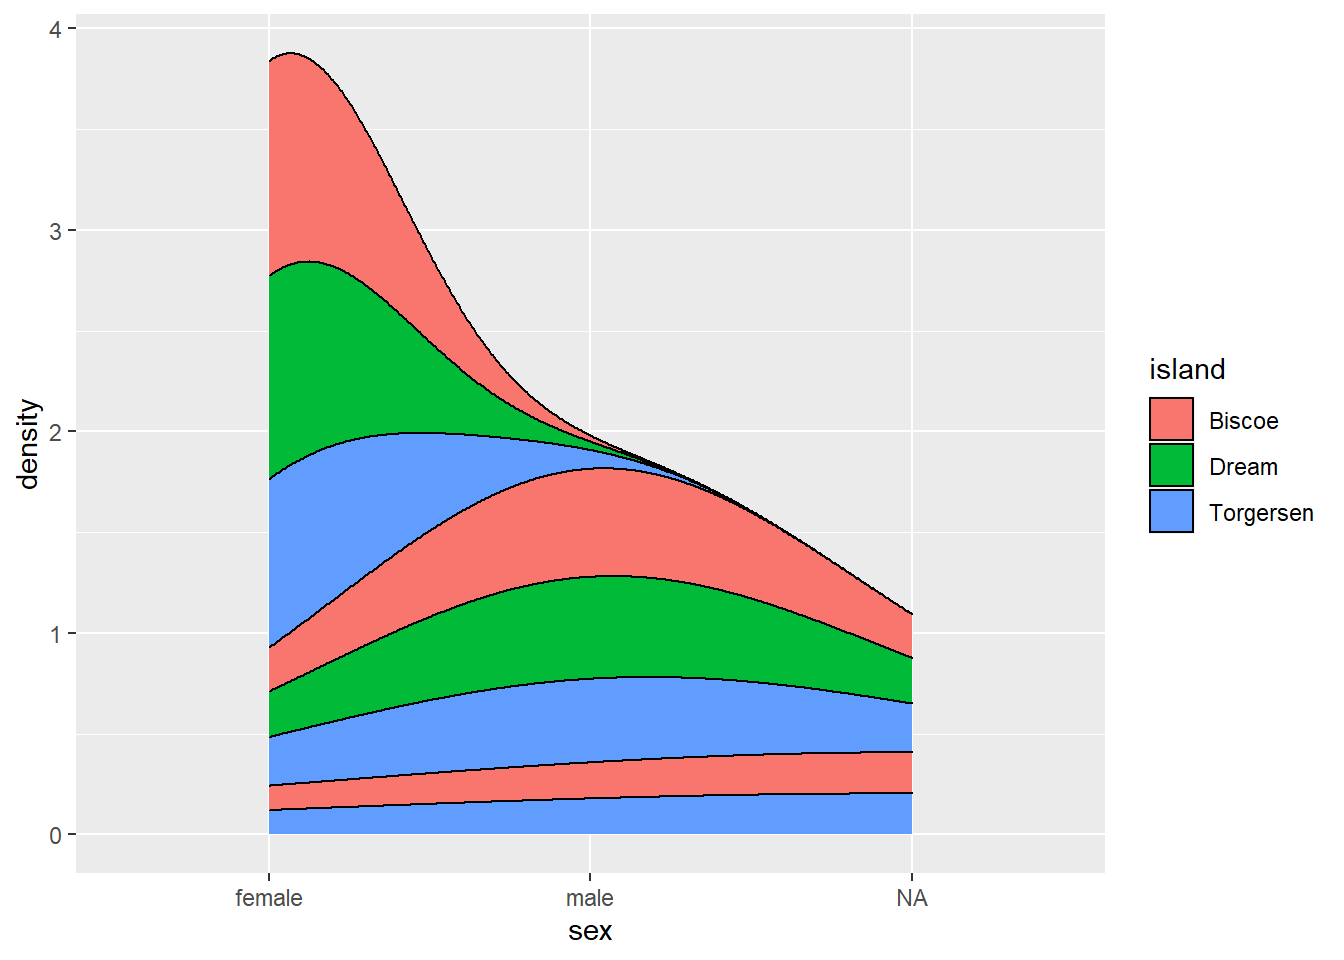 4
3
2
1
0
density
female male NA
sex
island
Biscoe
Dream
Torgersen